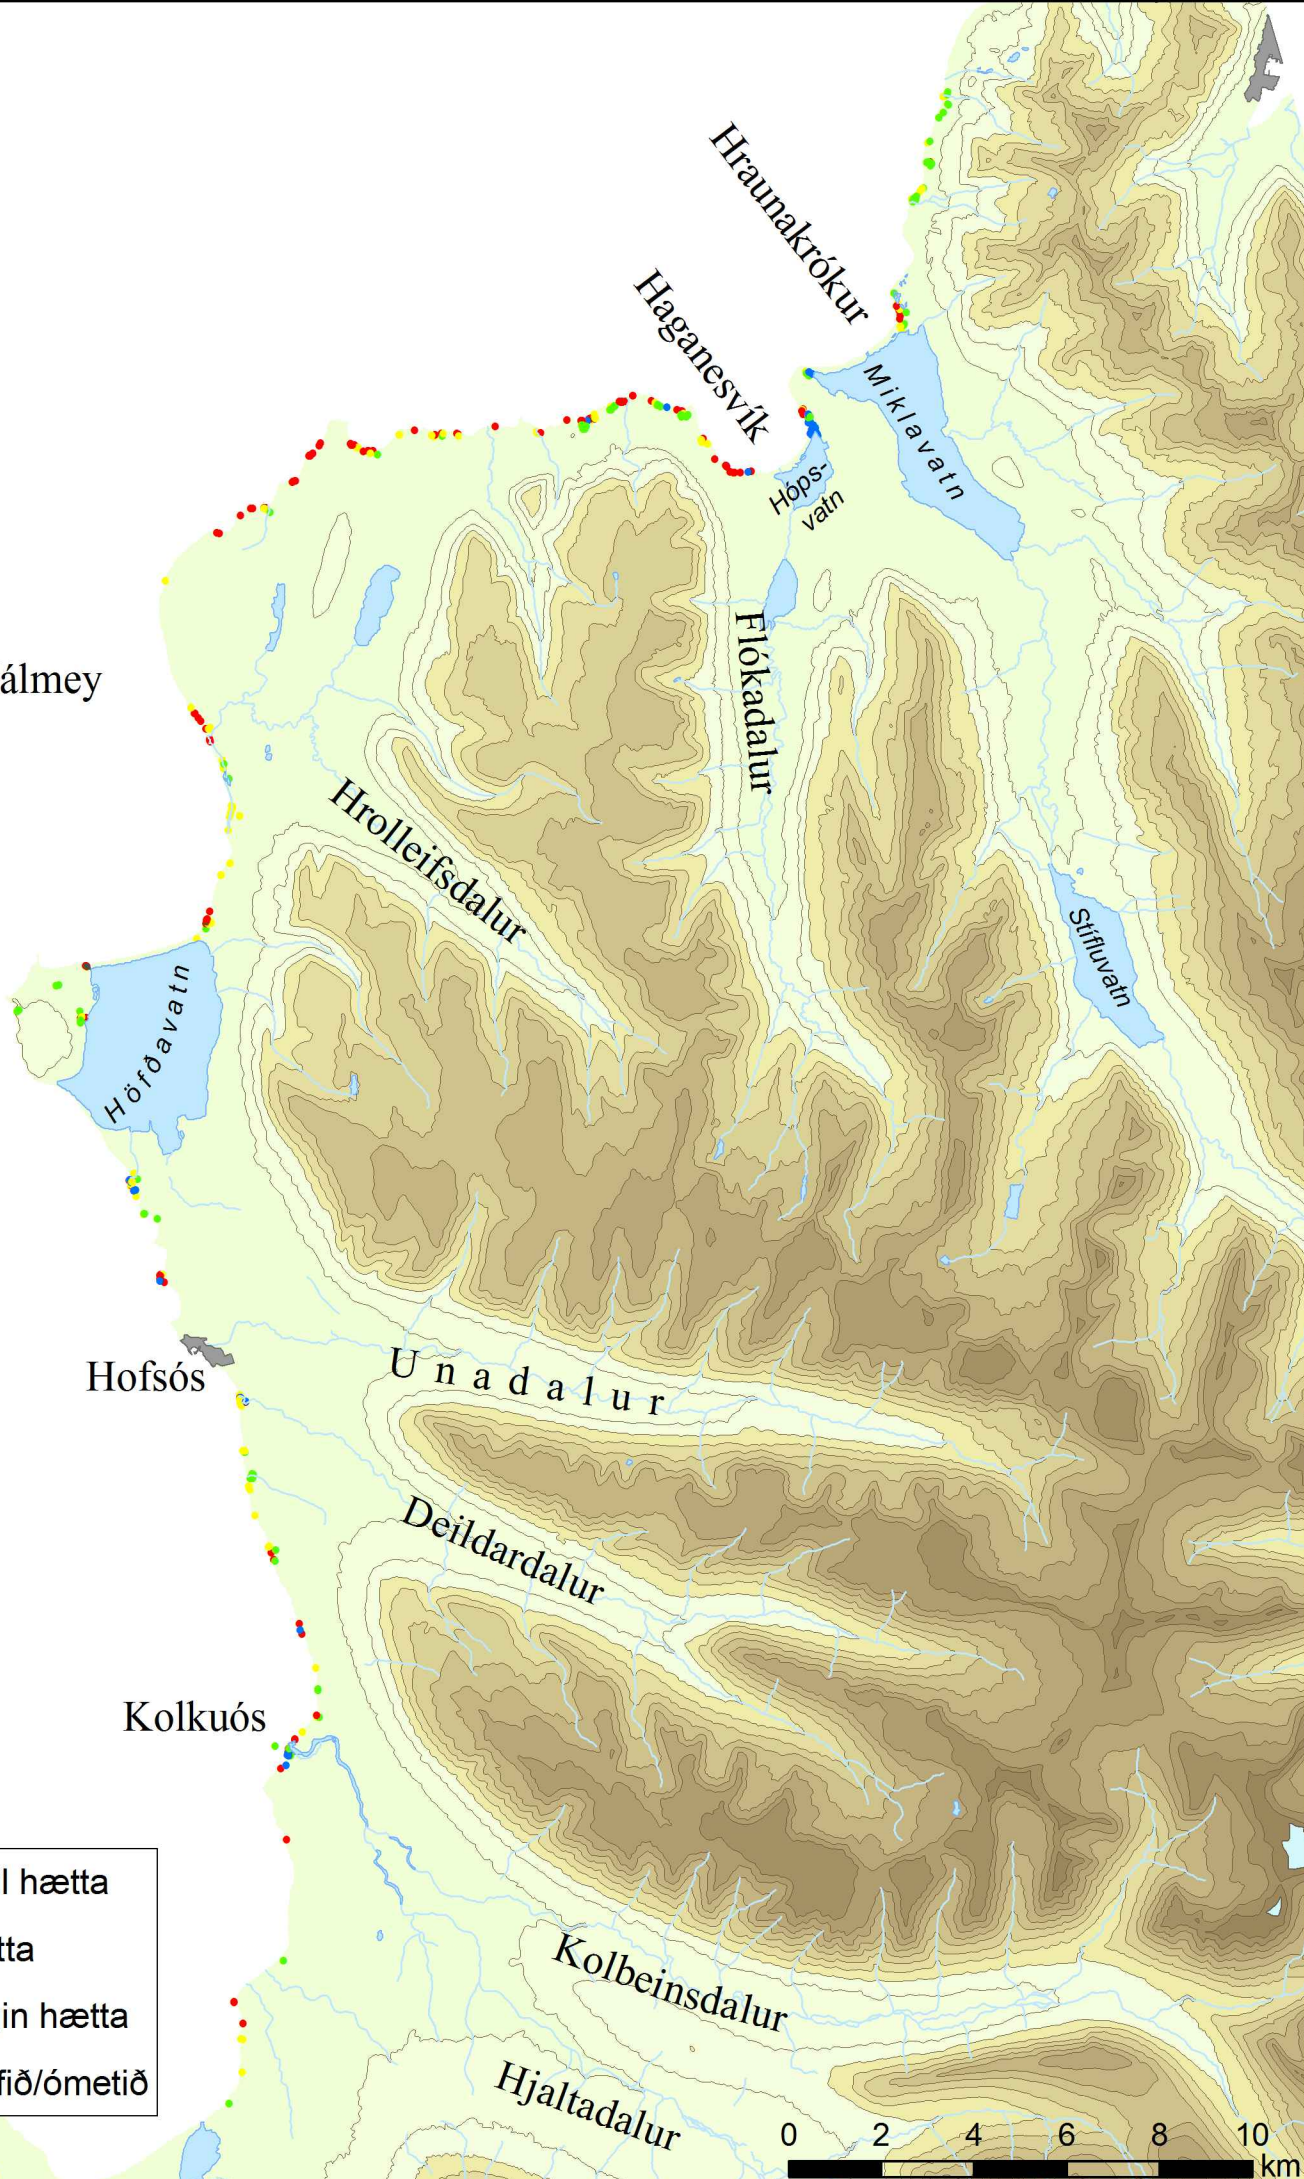 Hraunakrókur
Haganesvík
Miklavatn
Hóps-
vatn
Flókadalur
álmey
Hrolleifsdalur
Stífluvatn
Höfðavatn
Unadalur
Hofsós
Deildardalur
Kolkuós
l hætta
tta
in hætta
fið/ómetið
Kolbeinsdalur
Hjaltadalur
0 2 4 6 8 10
km